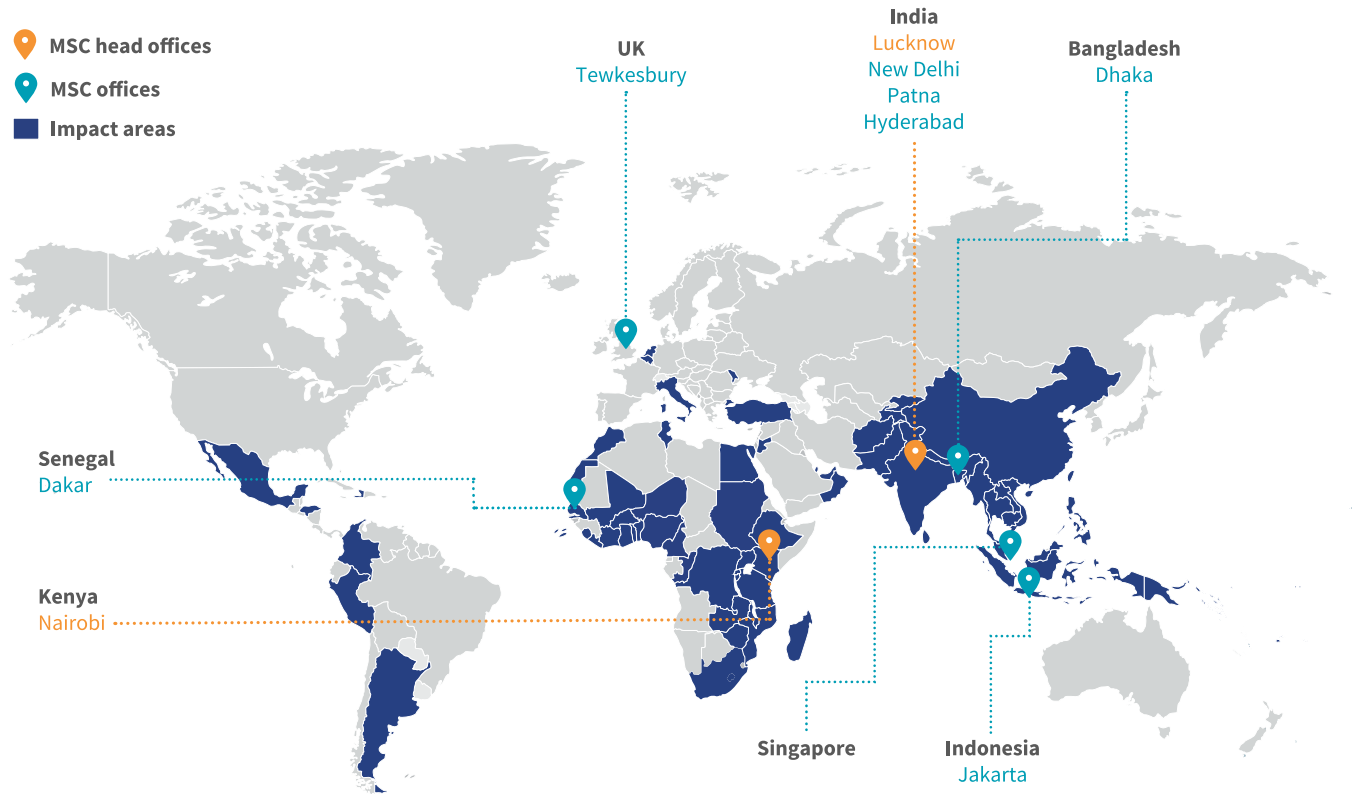 MSC head offices
MSC offices
Impact areas
UK
Tewkesbury
India
Lucknow
New Delhi
Patna
Hyderabad
Bangladesh
Dhaka
Senegal
Dakar
Kenya
Nairobi
Singapore
Indonesia
Jakarta